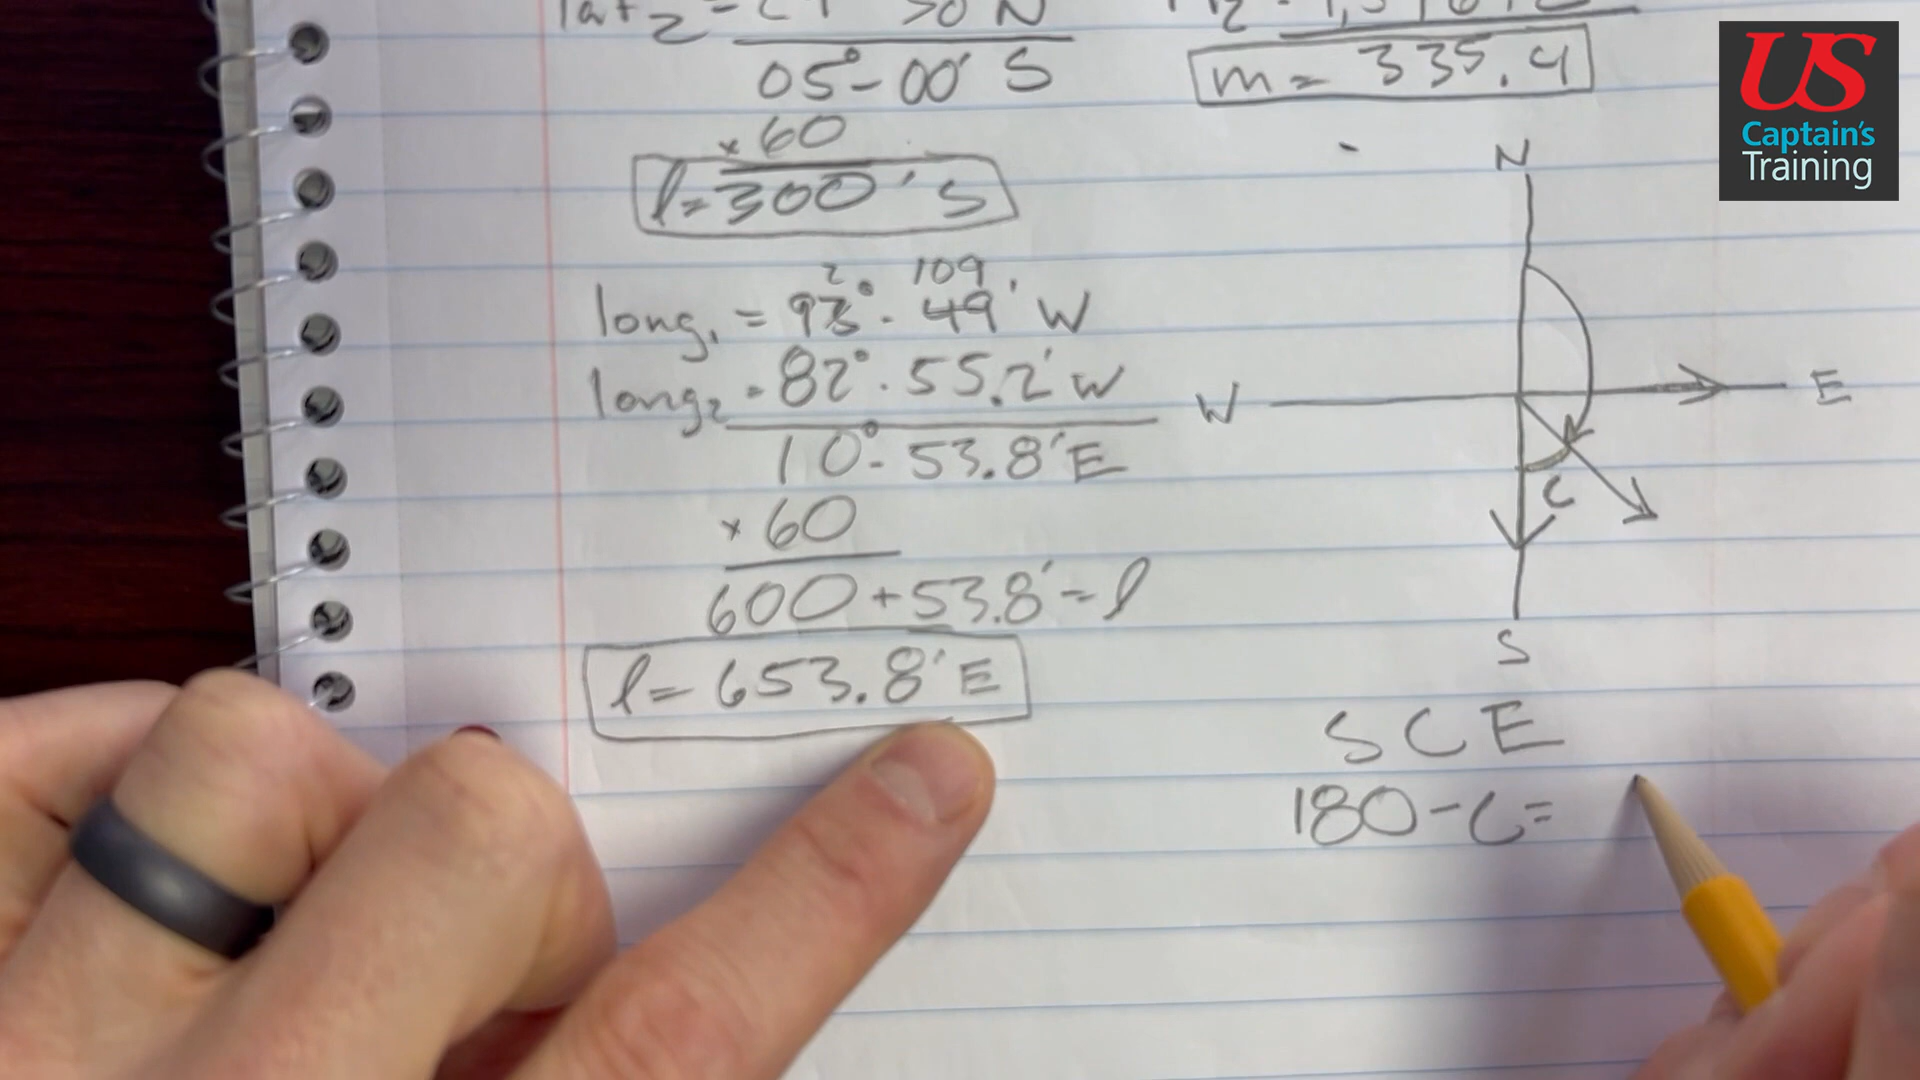 lat2 =
05°-00' S
× 60
l = 300' S
2 109
long1 = 93° . 49' W
long2 = 82° . 55.2' W
10° - 53.8' E
× 60
600 + 53.8' = l
l = 653.8' E
m = 335.4
N
W E
C
S
S C E
180 - C =
US
Captain's
Training